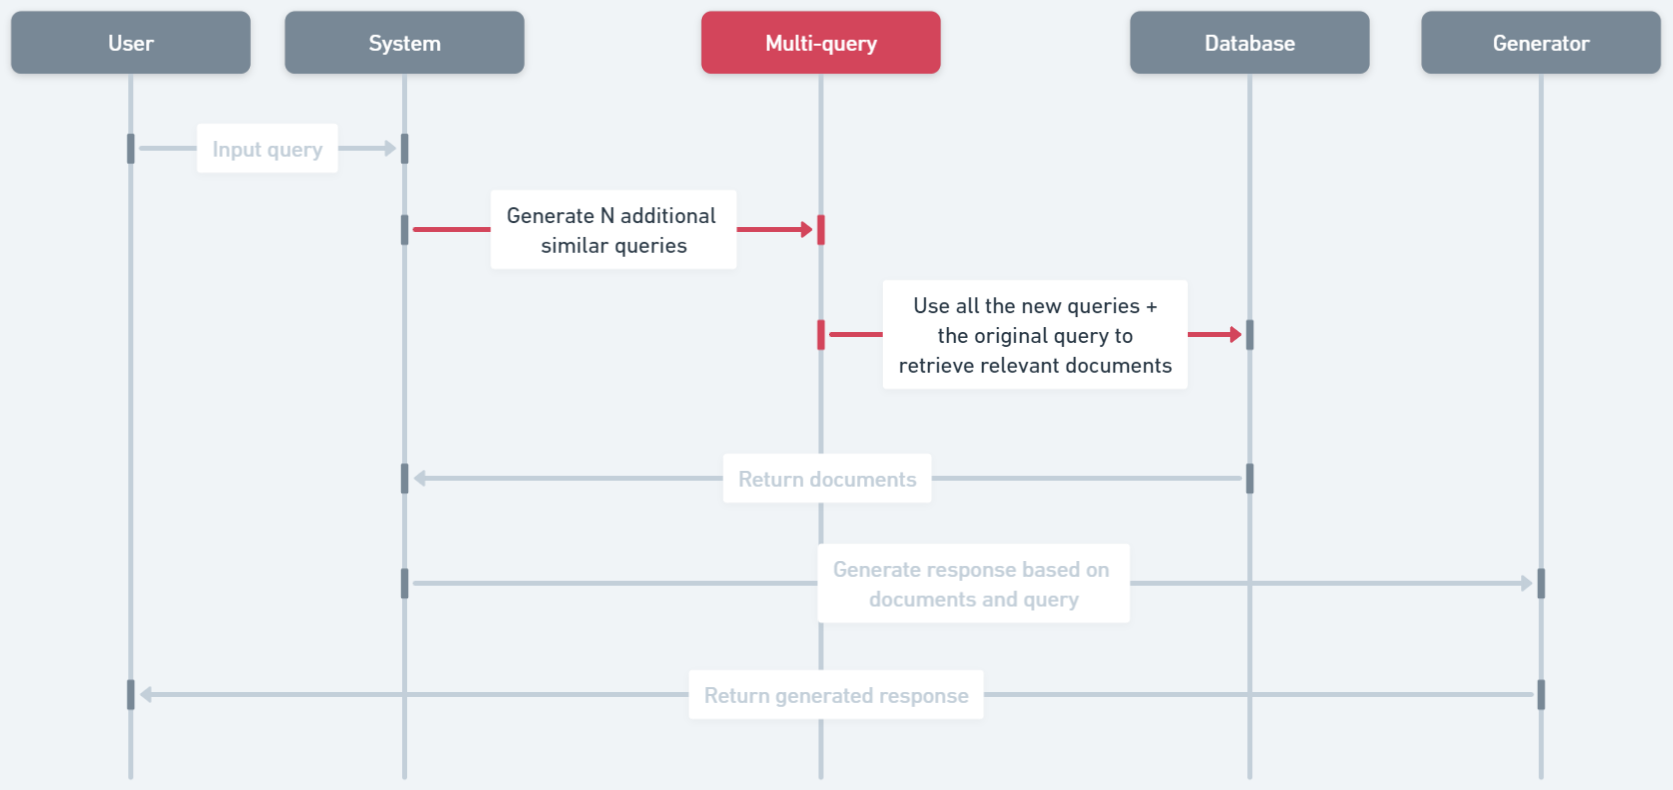 User
System
Multi-query
Database
Generator
Input query
Generate N additional
similar queries
Use all the new queries +
the original query to
retrieve relevant documents
Return documents
Generate response based on
documents and query
Return generated response